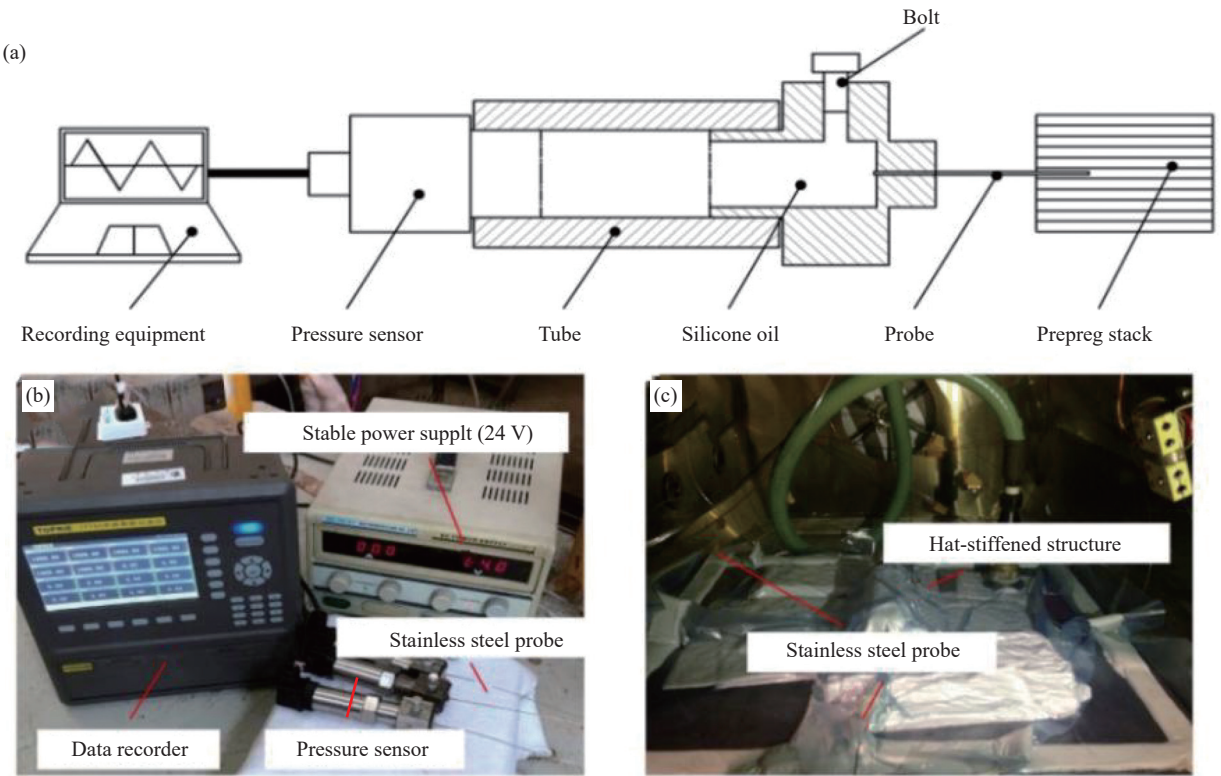 Bolt
(a)
Recording equipment
Pressure sensor
Tube
Silicone oil
Probe
Prepreg stack
(b)
Stable power supplt (24 V)
Stainless steel probe
Data recorder
Pressure sensor
(c)
Hat-stiffened structure
Stainless steel probe